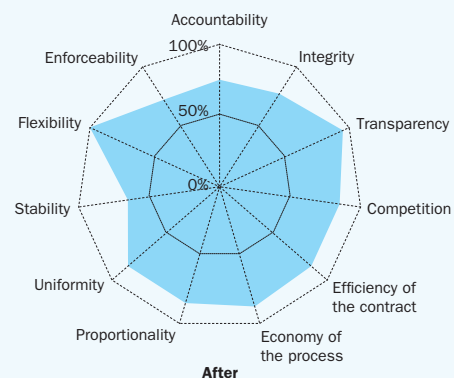 Accountability
100%
Enforceability
Integrity
50%
Flexibility
Transparency
0%
Stability
Competition
Uniformity
Efficiency of
the contract
Proportionality
Economy of
the process
After